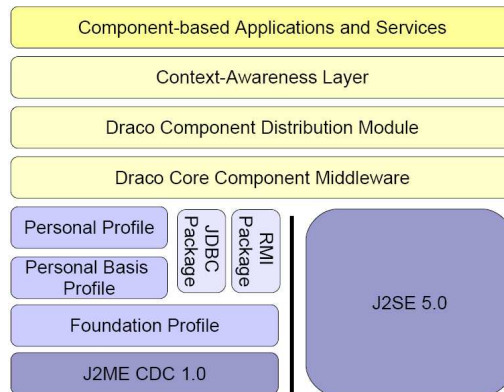 Component-based Applications and Services
Context-Awareness Layer
Draco Component Distribution Module
Draco Core Component Middleware
Personal Profile
JDBC
Package
RMI
Package
Personal Basis
Profile
J2SE 5.0
Foundation Profile
J2ME CDC 1.0